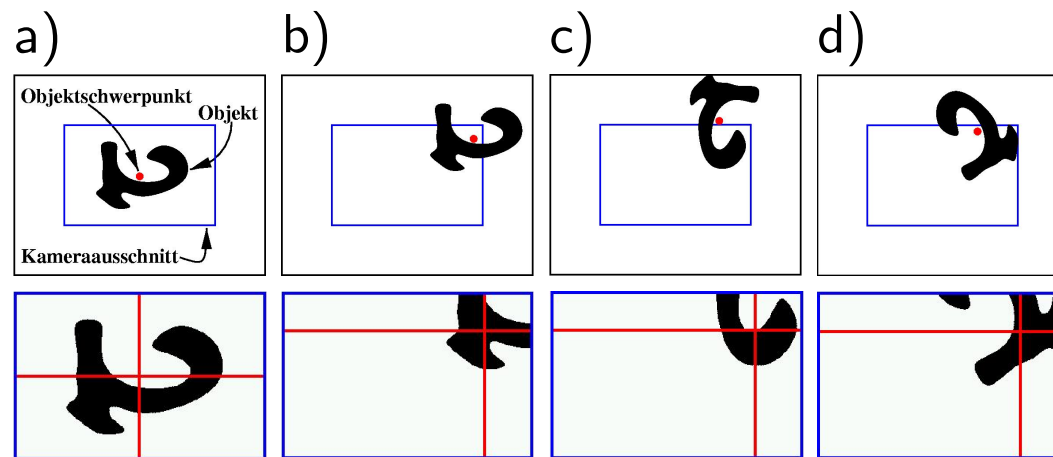 a)
b)
c)
d)
Objektschwerpunkt
Objekt
Kameraausschnitt